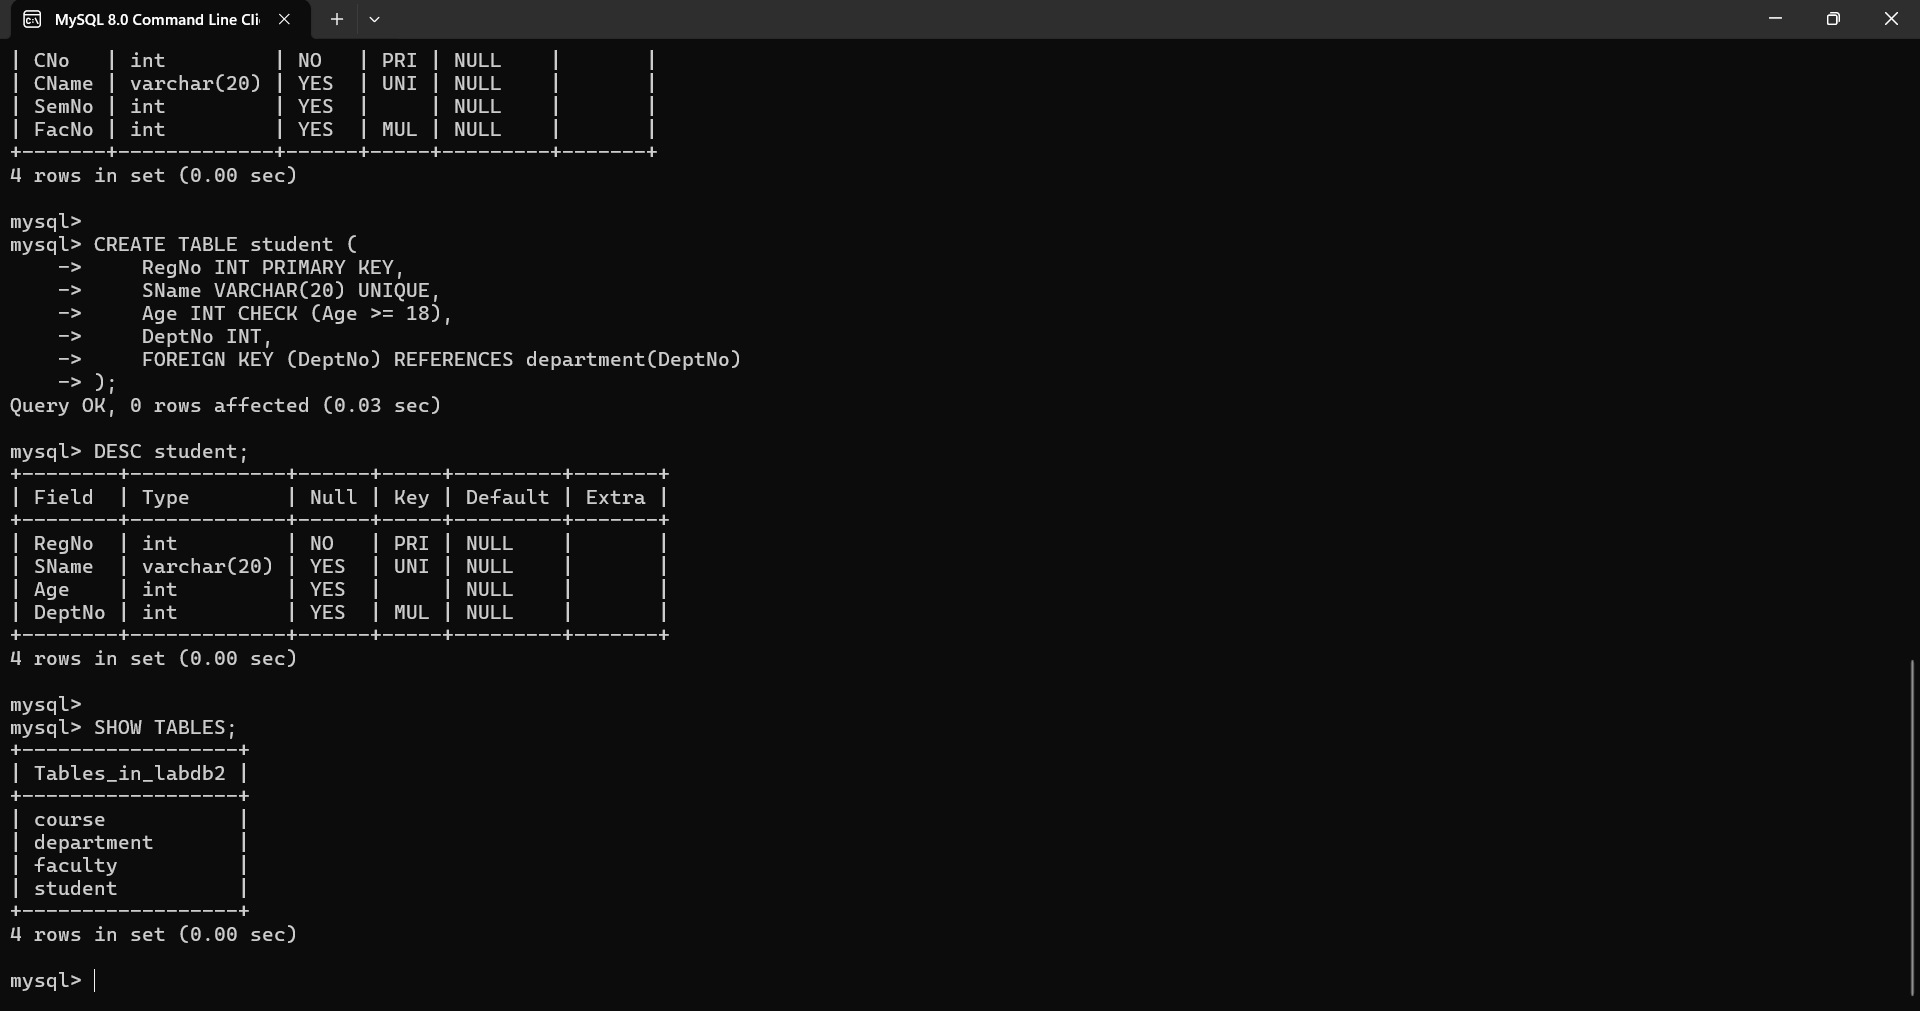 MySQL 8.0 Command Line Cli
| CNo   | int         | NO   | PRI | NULL    |       |
| CName | varchar(20) | YES  | UNI | NULL    |       |
| SemNo | int         | YES  |     | NULL    |       |
| FacNo | int         | YES  | MUL | NULL    |       |
+-------+-------------+------+-----+---------+-------+
4 rows in set (0.00 sec)

mysql>
mysql> CREATE TABLE student (
    ->     RegNo INT PRIMARY KEY,
    ->     SName VARCHAR(20) UNIQUE,
    ->     Age INT CHECK (Age >= 18),
    ->     DeptNo INT,
    ->     FOREIGN KEY (DeptNo) REFERENCES department(DeptNo)
    -> );
Query OK, 0 rows affected (0.03 sec)

mysql> DESC student;
+--------+-------------+------+-----+---------+-------+
| Field  | Type        | Null | Key | Default | Extra |
+--------+-------------+------+-----+---------+-------+
| RegNo  | int         | NO   | PRI | NULL    |       |
| SName  | varchar(20) | YES  | UNI | NULL    |       |
| Age    | int         | YES  |     | NULL    |       |
| DeptNo | int         | YES  | MUL | NULL    |       |
+--------+-------------+------+-----+---------+-------+
4 rows in set (0.00 sec)

mysql>
mysql> SHOW TABLES;
+------------------+
| Tables_in_labdb2 |
+------------------+
| course           |
| department       |
| faculty          |
| student          |
+------------------+
4 rows in set (0.00 sec)

mysql>